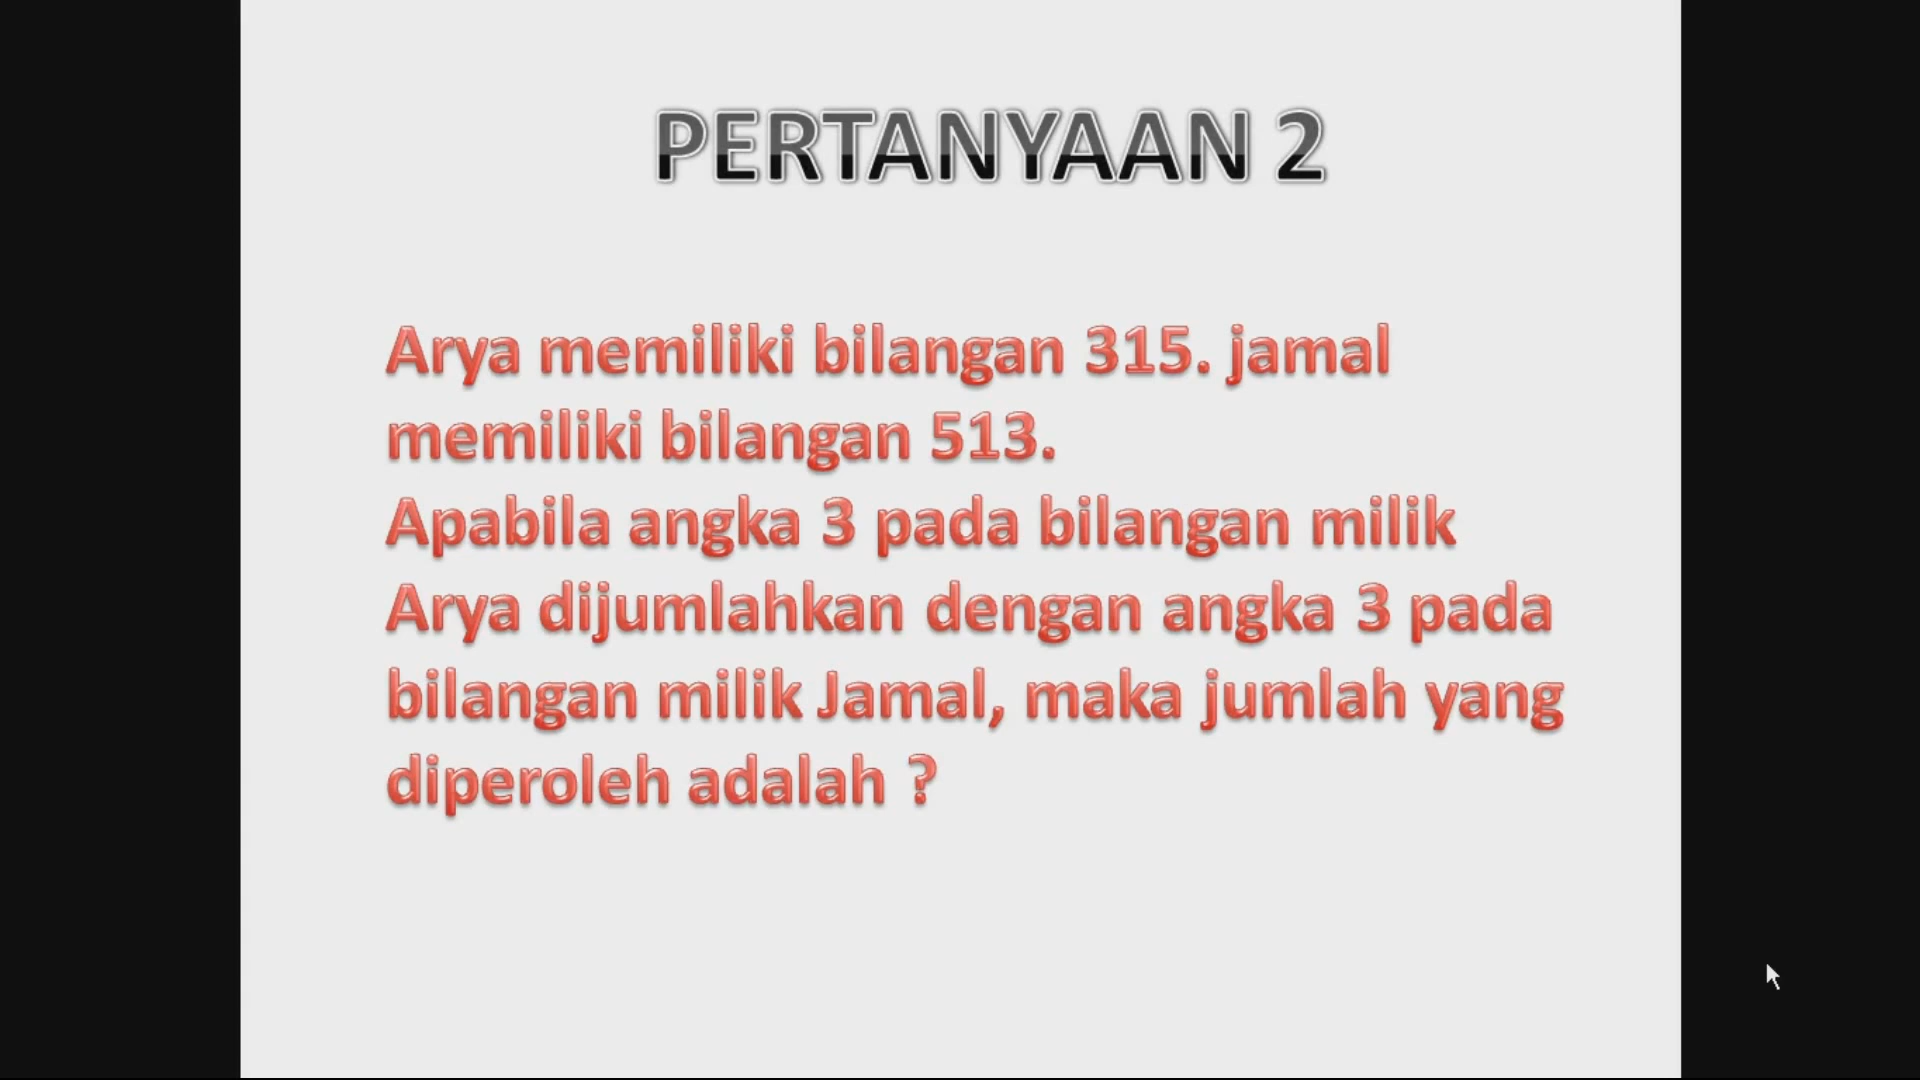 PERTANYAAN 2
Arya memiliki bilangan 315. jamal
memiliki bilangan 513.
Apabila angka 3 pada bilangan milik
Arya dijumlahkan dengan angka 3 pada
bilangan milik Jamal, maka jumlah yang
diperoleh adalah ?